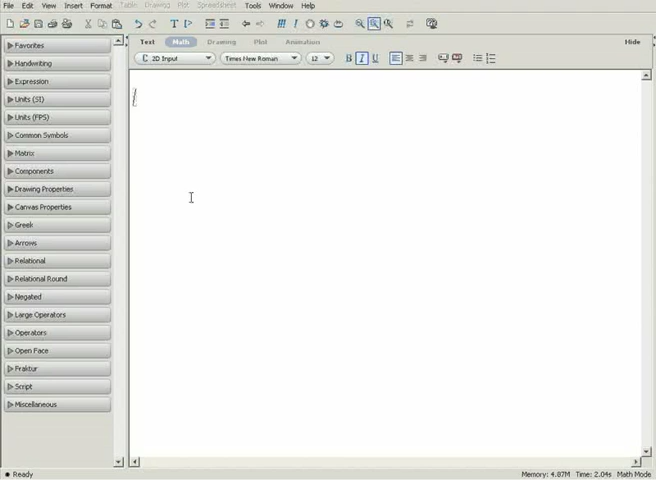 File Edit View Insert Format Table Drawing Plot SpreadSheet Tools Window Help
Text Math Drawing Plot Animation Hide
C 2D Input Times New Roman 12 B I U
Favorites
Handwriting
Expression
Units (SI)
Units (FPS)
Common Symbols
Matrix
Components
Drawing Properties
Canvas Properties
Greek
Arrows
Relational
Relational Round
Negated
Large Operators
Operators
Open Face
Fraktur
Script
Miscellaneous
Ready Memory: 4.87M Time: 2.04s Math Mode